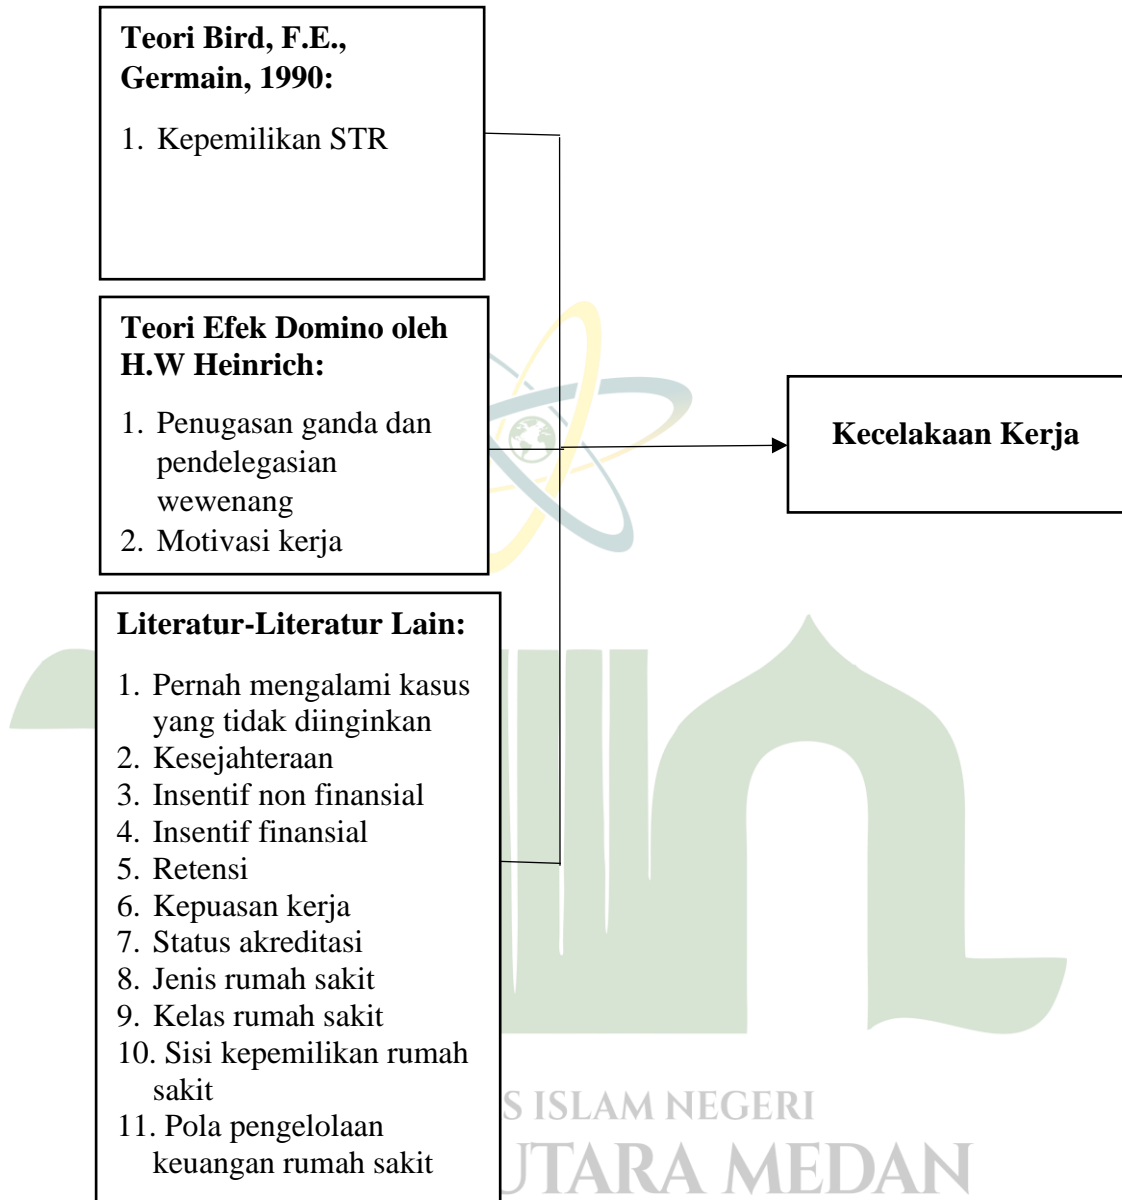 Teori Bird, F.E.,
Germain, 1990:
1. Kepemilikan STR
Teori Efek Domino oleh
H.W Heinrich:
1. Penugasan ganda dan
pendelegasian
wewenang
2. Motivasi kerja
Kecelakaan Kerja
Literatur-Literatur Lain:
1. Pernah mengalami kasus
yang tidak diinginkan
2. Kesejahteraan
3. Insentif non finansial
4. Insentif finansial
5. Retensi
6. Kepuasan kerja
7. Status akreditasi
8. Jenis rumah sakit
9. Kelas rumah sakit
10. Sisi kepemilikan rumah
sakit
11. Pola pengelolaan
keuangan rumah sakit
S ISLAM NEGERI
UTARA MEDAN